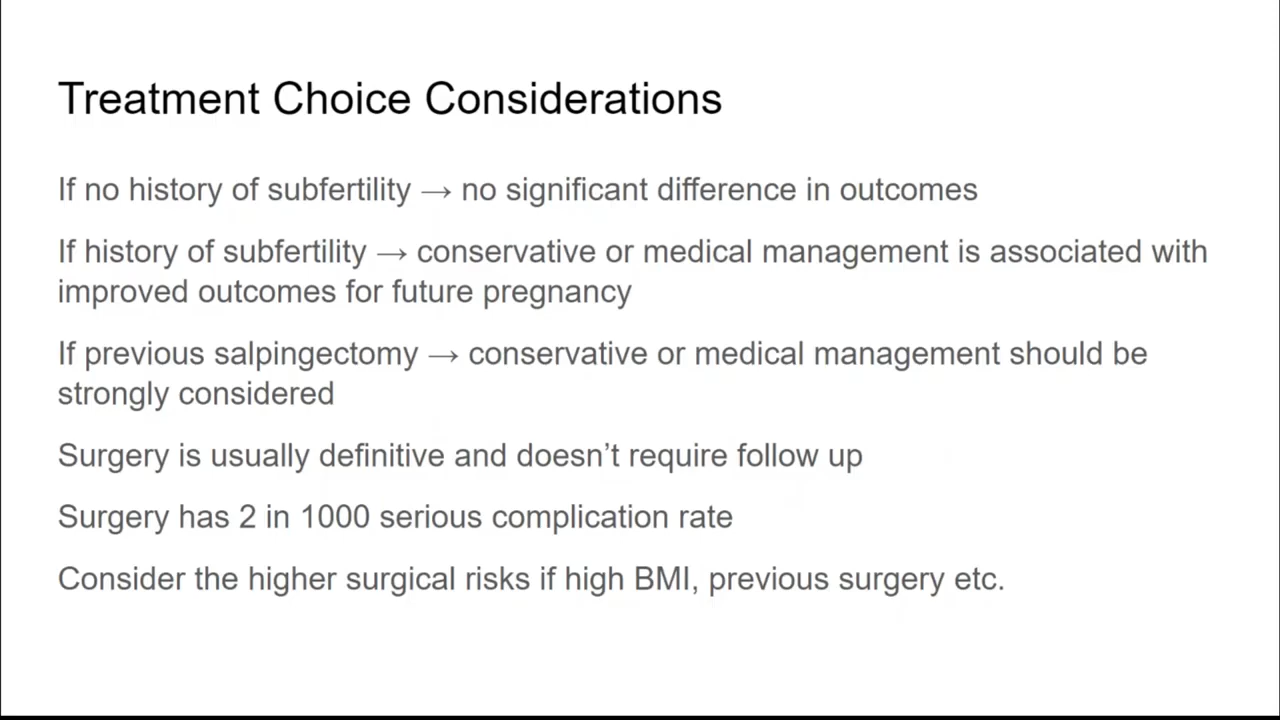 Treatment Choice Considerations
If no history of subfertility → no significant difference in outcomes
If history of subfertility → conservative or medical management is associated with
improved outcomes for future pregnancy
If previous salpingectomy → conservative or medical management should be
strongly considered
Surgery is usually definitive and doesn’t require follow up
Surgery has 2 in 1000 serious complication rate
Consider the higher surgical risks if high BMI, previous surgery etc.